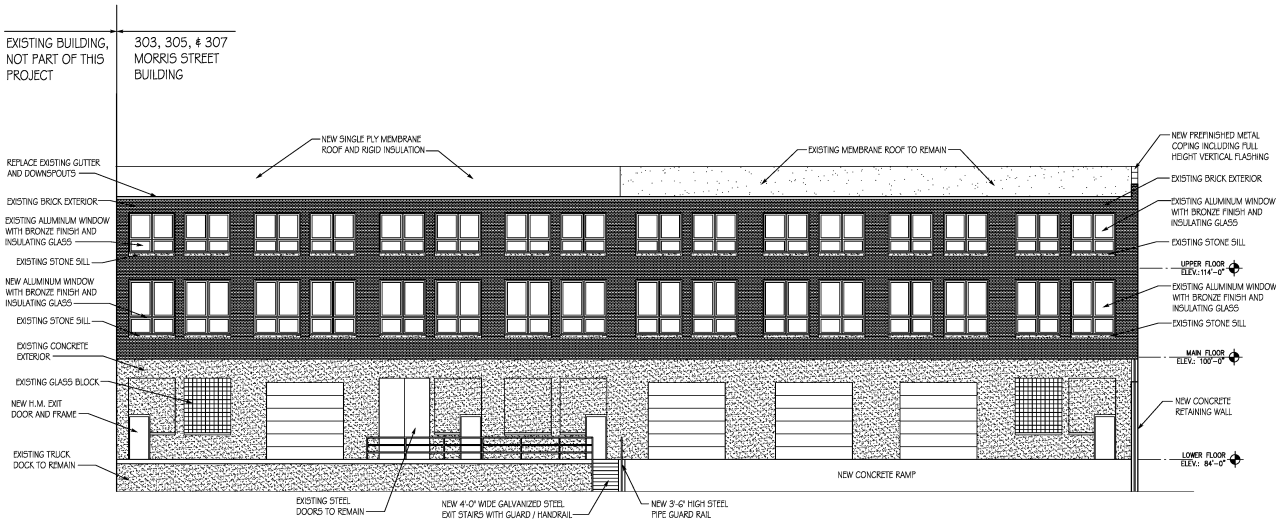 EXISTING BUILDING,
NOT PART OF THIS
PROJECT
303, 305, & 307
MORRIS STREET
BUILDING
NEW SINGLE PLY MEMBRANE
ROOF AND RIGID INSULATION
EXISTING MEMBRANE ROOF TO REMAIN
NEW PREFINISHED METAL
COPING INCLUDING FULL
HEIGHT VERTICAL FLASHING
REPLACE EXISTING GUTTER
AND DOWNSPOUTS
EXISTING BRICK EXTERIOR
EXISTING ALUMINUM WINDOW
WITH BRONZE FINISH AND
INSULATING GLASS
EXISTING STONE SILL
NEW ALUMINUM WINDOW
WITH BRONZE FINISH AND
INSULATING GLASS
EXISTING STONE SILL
EXISTING CONCRETE
EXTERIOR
EXISTING GLASS BLOCK
NEW H.M. EXIT
DOOR AND FRAME
EXISTING TRUCK
DOCK TO REMAIN
EXISTING BRICK EXTERIOR
EXISTING ALUMINUM WINDOW
WITH BRONZE FINISH AND
INSULATING GLASS
EXISTING STONE SILL
UPPER FLOOR
ELEV.: 114'-0"
EXISTING ALUMINUM WINDOW
WITH BRONZE FINISH AND
INSULATING GLASS
EXISTING STONE SILL
MAIN FLOOR
ELEV.: 100'-0"
NEW CONCRETE
RETAINING WALL
LOWER FLOOR
ELEV.: 84'-0"
NEW CONCRETE RAMP
EXISTING STEEL
DOORS TO REMAIN
NEW 4'-0" WIDE GALVANIZED STEEL
EXIT STAIRS WITH GUARD / HANDRAIL
NEW 3'-6" HIGH STEEL
PIPE GUARD RAIL